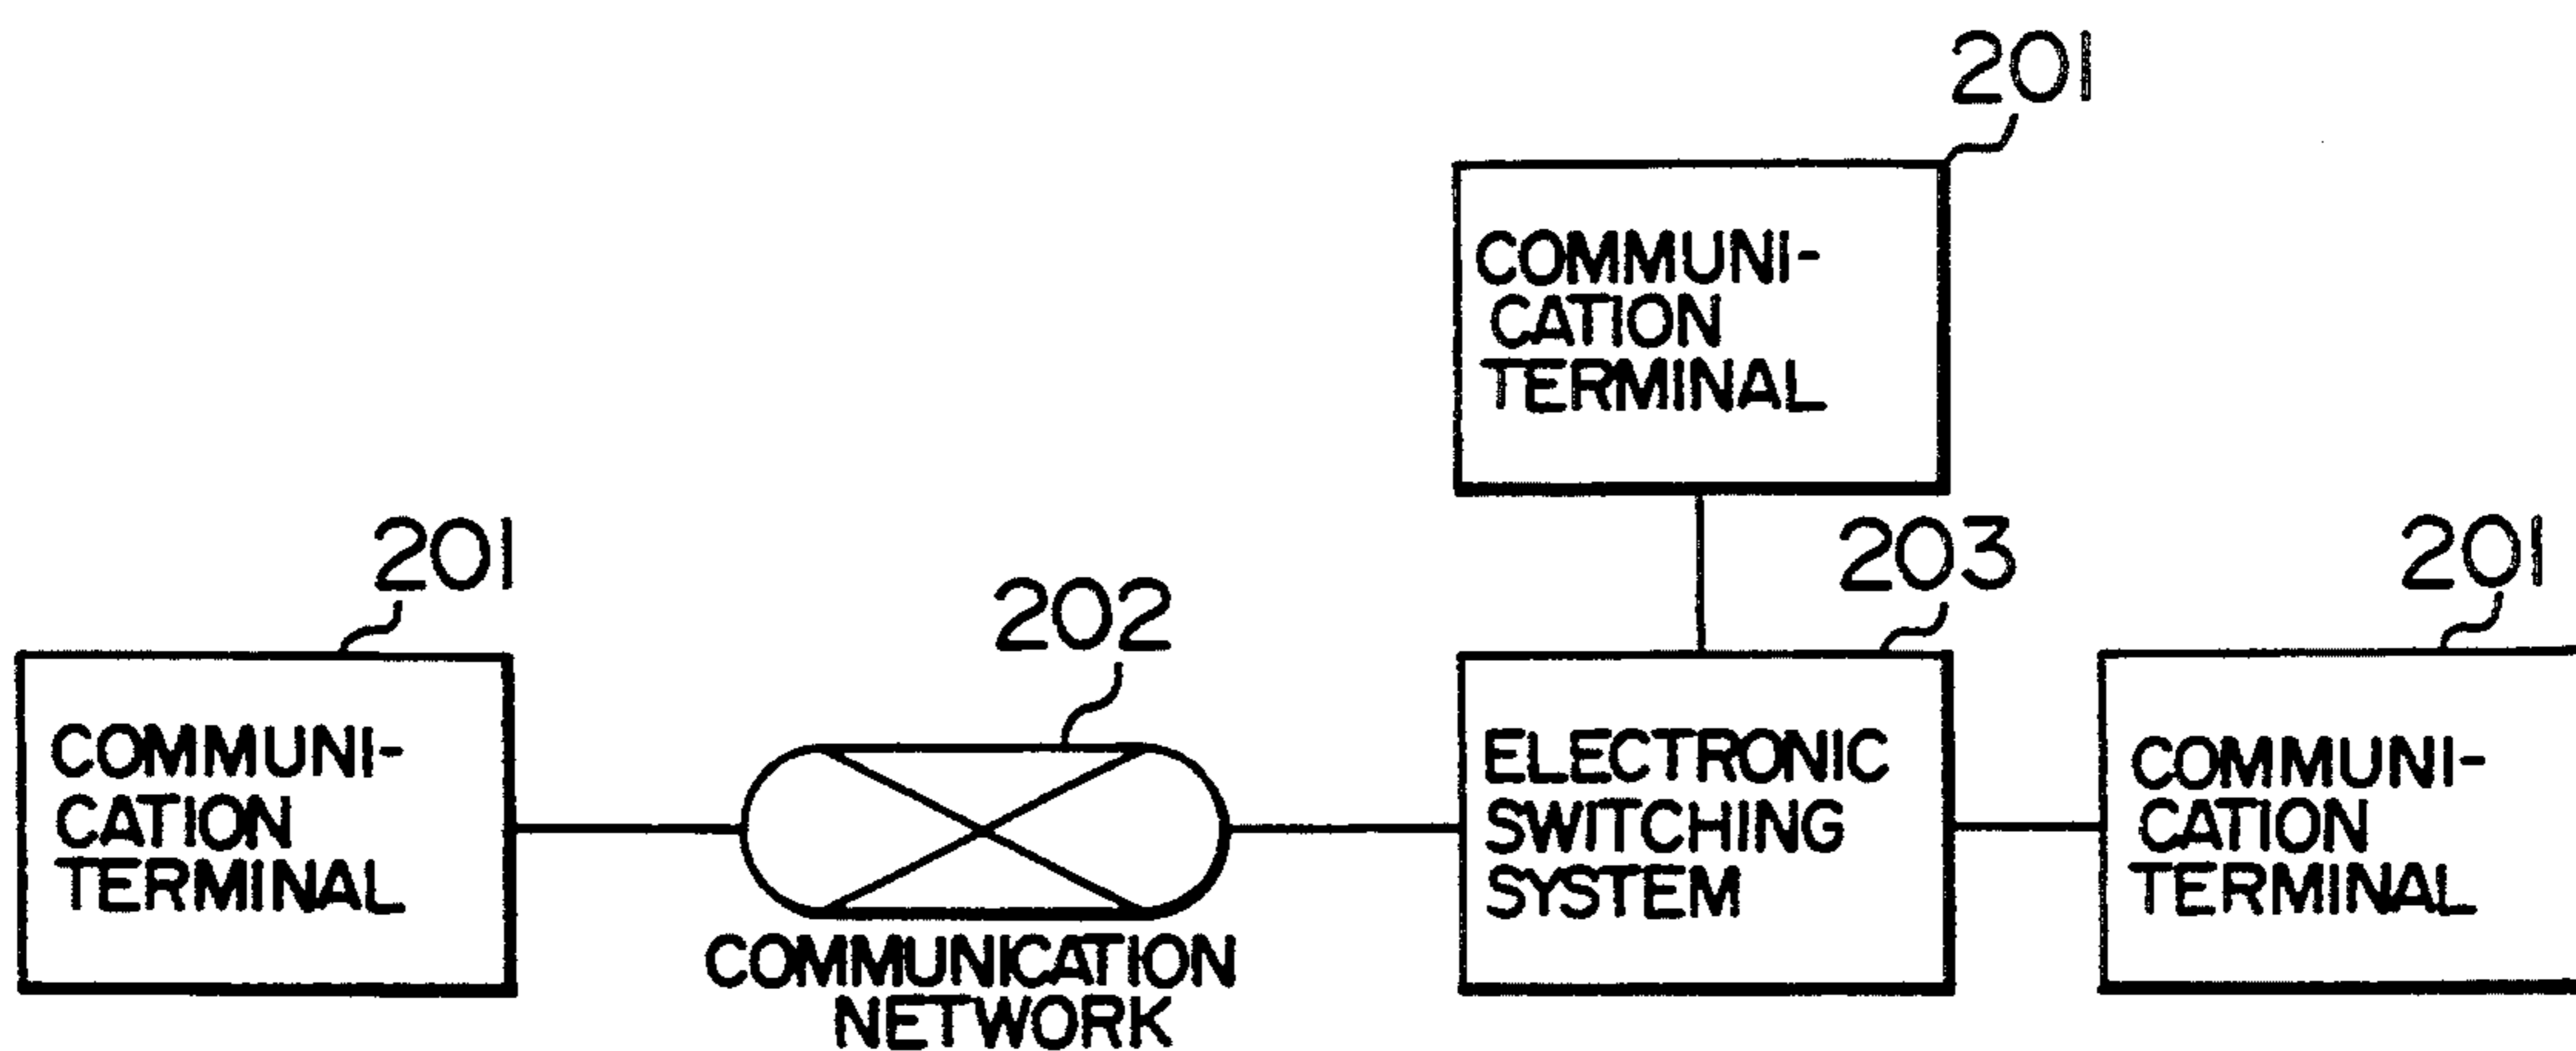 201
COMMUNI-
CATION
TERMINAL
201
COMMUNI-
CATION
TERMINAL
202
COMMUNICATION
NETWORK
203
ELECTRONIC
SWITCHING
SYSTEM
201
COMMUNI-
CATION
TERMINAL